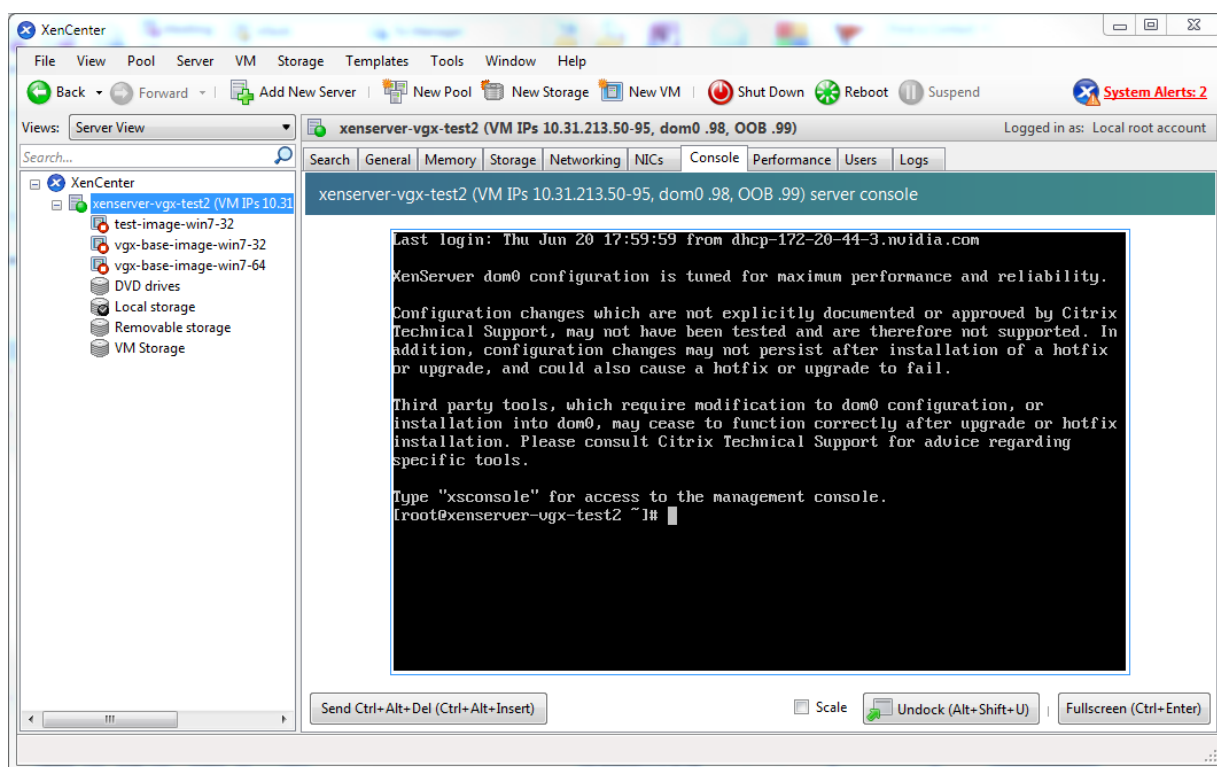 XenCenter
File View Pool Server VM Storage Templates Tools Window Help
Back Forward Add New Server New Pool New Storage New VM Shut Down Reboot Suspend System Alerts: 2
Views: Server View
xenserver-vgx-test2 (VM IPs 10.31.213.50-95, dom0 .98, OOB .99) Logged in as: Local root account
Search...
Search General Memory Storage Networking NICs Console Performance Users Logs
XenCenter
xenserver-vgx-test2 (VM IPs 10.31
test-image-win7-32
vgx-base-image-win7-32
vgx-base-image-win7-64
DVD drives
Local storage
Removable storage
VM Storage
xenserver-vgx-test2 (VM IPs 10.31.213.50-95, dom0 .98, OOB .99) server console
Last login: Thu Jun 20 17:59:59 from dhcp-172-20-44-3.nvidia.com
XenServer dom0 configuration is tuned for maximum performance and reliability.
Configuration changes which are not explicitly documented or approved by Citrix
Technical Support, may not have been tested and are therefore not supported. In
addition, configuration changes may not persist after installation of a hotfix
or upgrade, and could also cause a hotfix or upgrade to fail.
Third party tools, which require modification to dom0 configuration, or
installation into dom0, may cease to function correctly after upgrade or hotfix
installation. Please consult Citrix Technical Support for advice regarding
specific tools.
Type "xsconsole" for access to the management console.
[root@xenserver-vgx-test2 ~]#
Send Ctrl+Alt+Del (Ctrl+Alt+Insert) Scale Undock (Alt+Shift+U) Fullscreen (Ctrl+Enter)